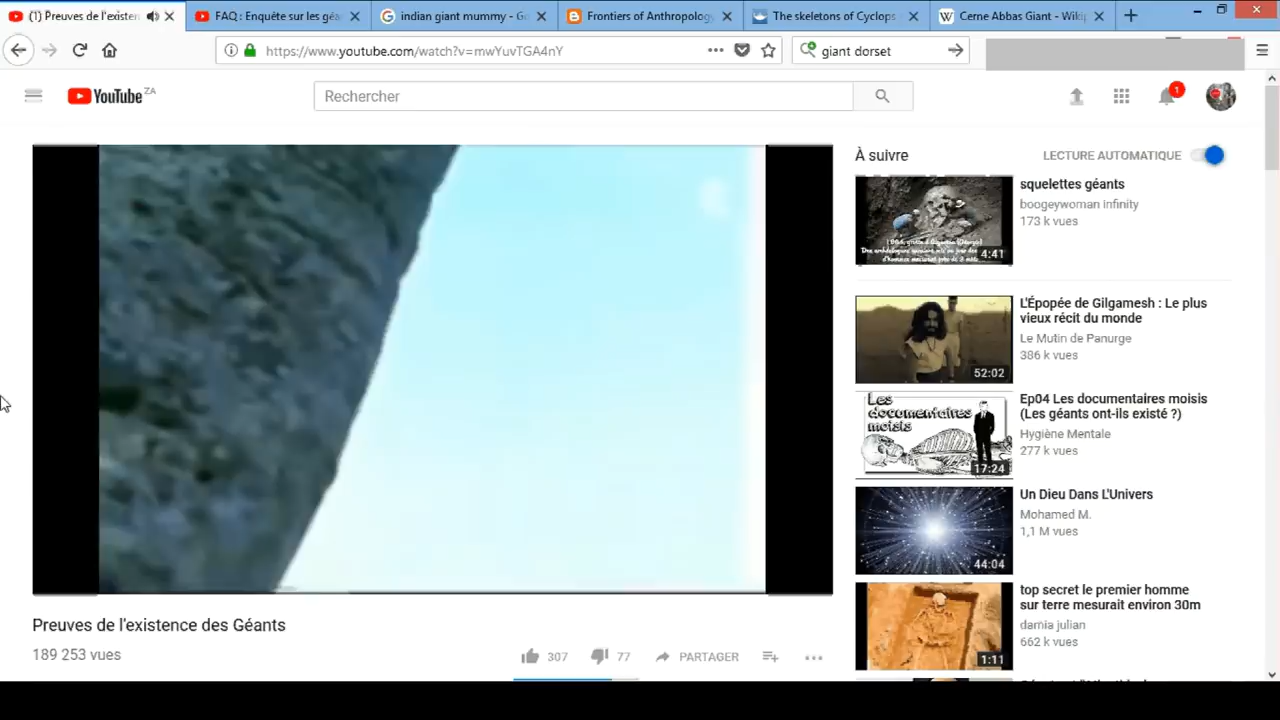 (1) Preuves de l'existen
FAQ : Enquête sur les géa
indian giant mummy - Go
Frontiers of Anthropology
The skeletons of Cyclops
Cerne Abbas Giant - Wikip
https://www.youtube.com/watch?v=mwYuvTGA4nY
giant dorset
YouTube ZA
Rechercher
1
À suivre
LECTURE AUTOMATIQUE
squelettes géants
boogeywoman infinity
173 k vues
4:41
L'Épopée de Gilgamesh : Le plus
vieux récit du monde
Le Mutin de Panurge
386 k vues
52:02
Ep04 Les documentaires moisis
(Les géants ont-ils existé ?)
Hygiène Mentale
277 k vues
Les
documentaires
moisis
17:24
Un Dieu Dans L'Univers
Mohamed M.
1,1 M vues
44:04
top secret le premier homme
sur terre mesurait environ 30m
damia julian
662 k vues
1:11
Preuves de l'existence des Géants
189 253 vues
307
77
PARTAGER